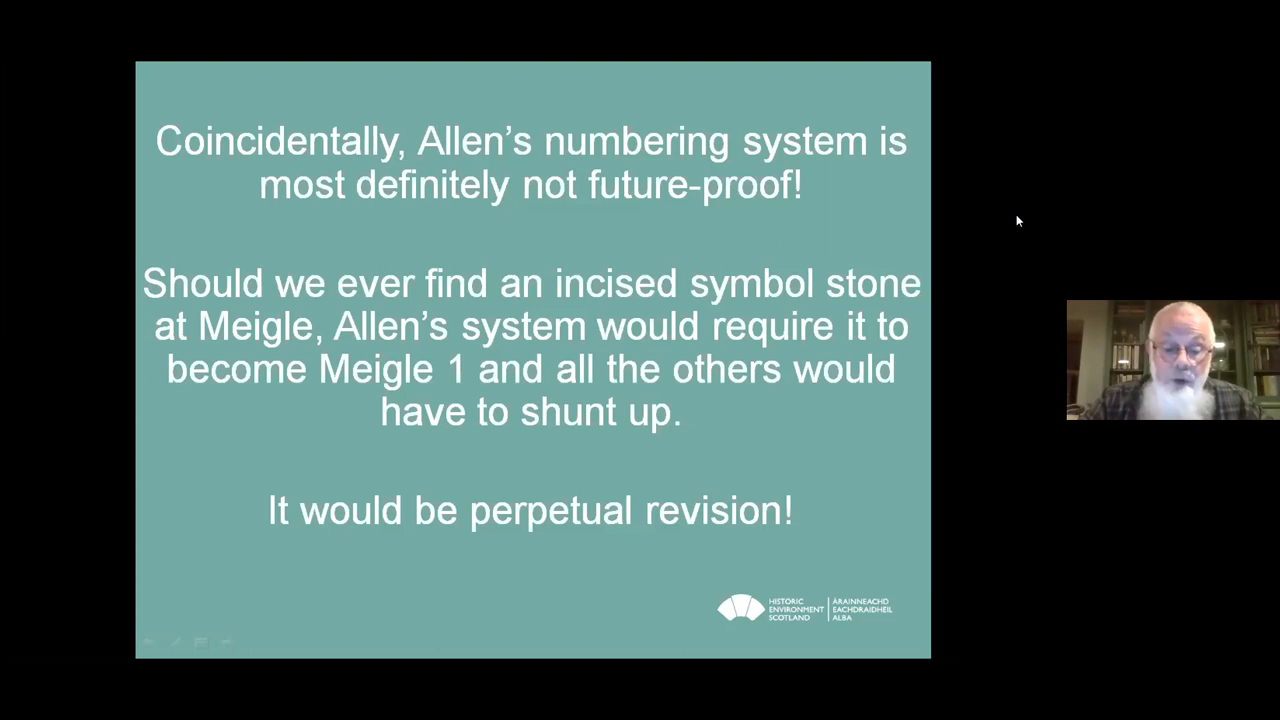 Coincidentally, Allen's numbering system is
most definitely not future-proof!
Should we ever find an incised symbol stone
at Meigle, Allen's system would require it to
become Meigle 1 and all the others would
have to shunt up.
It would be perpetual revision!
HISTORIC
ENVIRONMENT
SCOTLAND
ÀRAINNEACHD
EACHDRAIDHEIL
ALBA